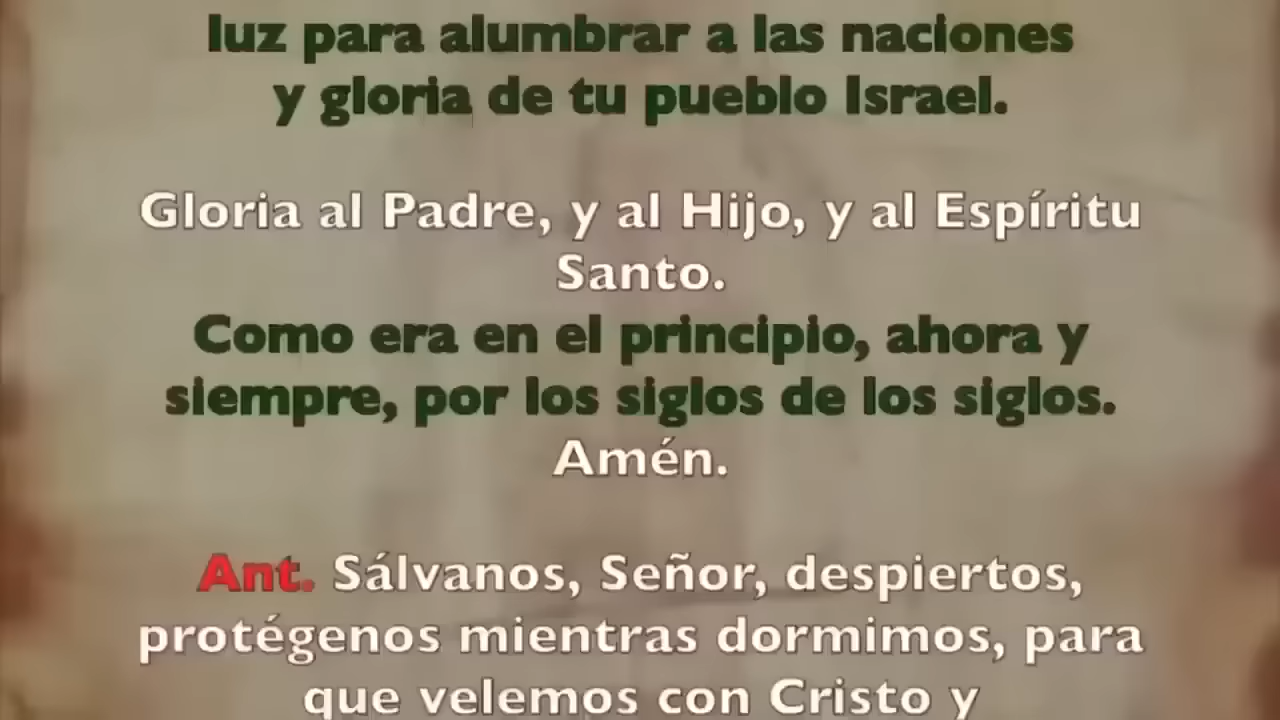 luz para alumbrar a las naciones
y gloria de tu pueblo Israel.
Gloria al Padre, y al Hijo, y al Espíritu
Santo.
Como era en el principio, ahora y
siempre, por los siglos de los siglos.
Amén.
Ant. Sálvanos, Señor, despiertos,
protégenos mientras dormimos, para
que velemos con Cristo y